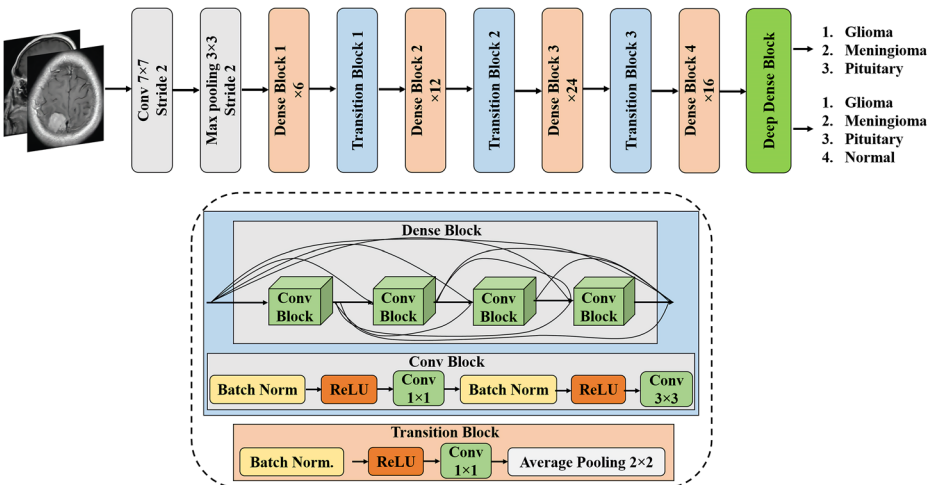 Conv 7×7
Stride 2
Max pooling 3×3
Stride 2
Dense Block 1
×6
Transition Block 1
Dense Block 2
×12
Transition Block 2
Dense Block 3
×24
Transition Block 3
Dense Block 4
×16
Deep Dense Block
1. Glioma
2. Meningioma
3. Pituitary
1. Glioma
2. Meningioma
3. Pituitary
4. Normal
Dense Block
Conv
Block
Conv
Block
Conv
Block
Conv
Block
Conv Block
Batch Norm
ReLU
Conv
1×1
Batch Norm
ReLU
Conv
3×3
Transition Block
Batch Norm.
ReLU
Conv
1×1
Average Pooling 2×2